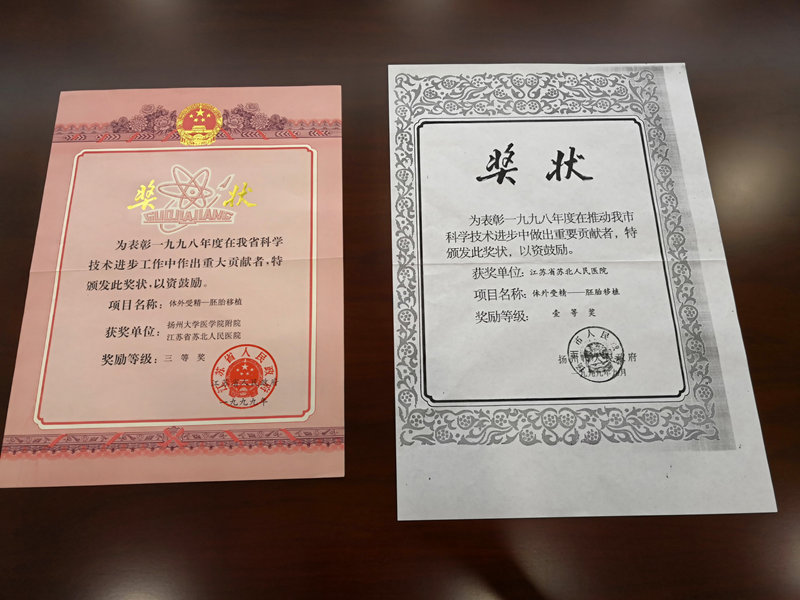 奖状
为表彰一九九八年度在我省科学
技术进步工作中作出重大贡献者，特
颁发此奖状，以资鼓励。
项目名称：体外受精—胚胎移植
获奖单位：扬州大学医学院附院
江苏省苏北人民医院
奖励等级：三等奖
江苏省人民政府
一九九九年
奖状
为表彰一九九八年度在推动我市
科学技术进步中做出重要贡献者，特
颁发此奖状，以资鼓励。
获奖单位：江苏省苏北人民医院
项目名称：体外受精——胚胎移植
奖励等级：壹等奖
扬州市人民政府